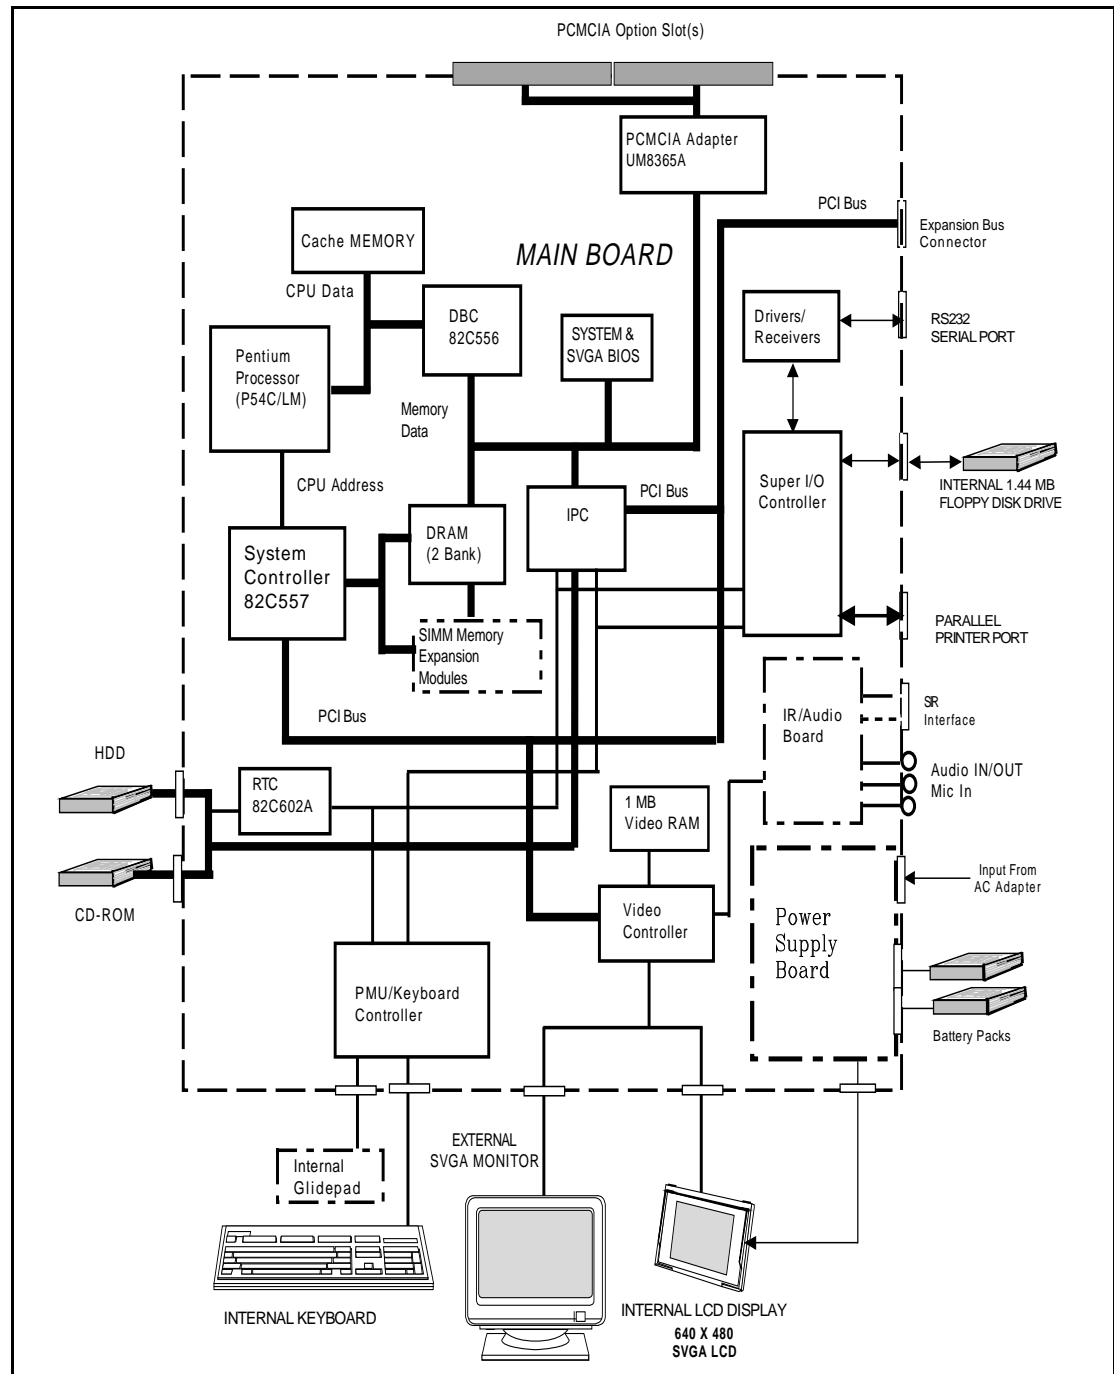 PCMCIA Option Slot(s)
PCMCIA Adapter
UM8365A
PCI Bus
Expansion Bus
Connector
Cache MEMORY
MAIN BOARD
CPU Data
DBC
82C556
SYSTEM &
SVGA BIOS
Drivers/
Receivers
RS232
SERIAL PORT
Pentium
Processor
(P54C/LM)
Memory
Data
CPU Address
Super I/O
Controller
INTERNAL 1.44 MB
FLOPPY DISK DRIVE
PCI Bus
IPC
DRAM
(2 Bank)
System
Controller
82C557
SIMM Memory
Expansion
Modules
PARALLEL
PRINTER PORT
PCI Bus
IR/Audio
Board
SIR
Interface
HDD
RTC
82C602A
1 MB
Video RAM
Audio IN/OUT
Mic In
CD-ROM
Video
Controller
Power
Supply
Board
Input From
AC Adapter
PMU/Keyboard
Controller
Battery Packs
Internal
Glidepad
EXTERNAL
SVGA MONITOR
INTERNAL KEYBOARD
INTERNAL LCD DISPLAY
640 X 480
SVGA LCD